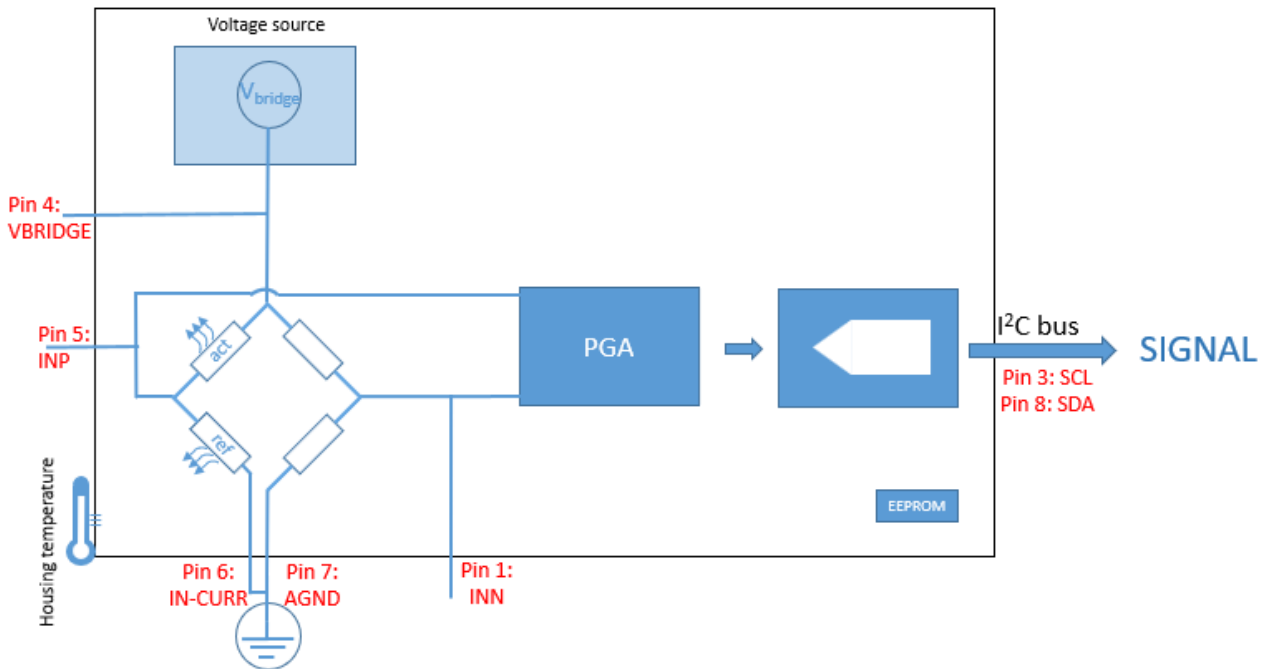 Voltage source
Vbridge
Pin 4:
VBRIDGE
Pin 5:
INP
act
ref
PGA
I²C bus
SIGNAL
Pin 3: SCL
Pin 8: SDA
EEPROM
Housing temperature
Pin 6:
IN-CURR
Pin 7:
AGND
Pin 1:
INN